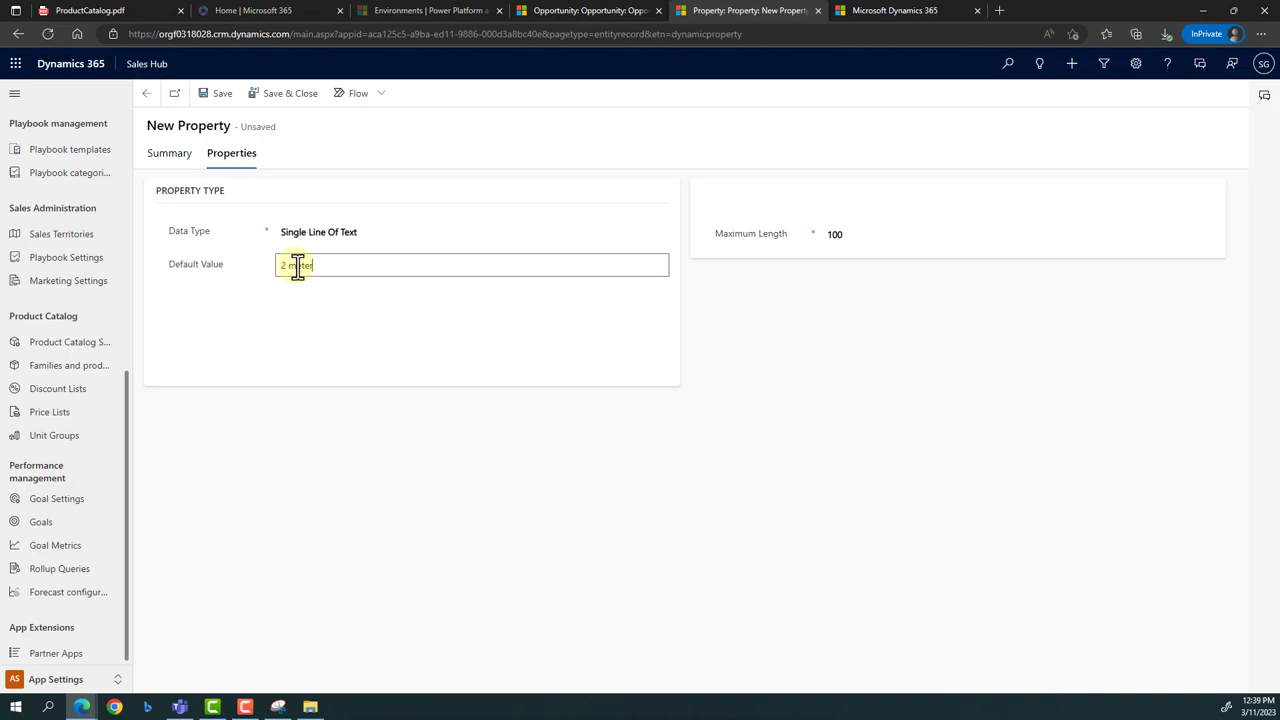 ProductCatalog.pdf
Home | Microsoft 365
Environments | Power Platform a
Opportunity: Opportunity: Oppo
Property: Property: New Property
Microsoft Dynamics 365
https://orgf0318028.crm.dynamics.com/main.aspx?appid=aca125c5-a9ba-ed11-9886-000d3a8bc40e&pagetype=entityrecord&etn=dynamicproperty
InPrivate
Dynamics 365
Sales Hub
SG
Save
Save & Close
Flow
New Property - Unsaved
Summary
Properties
Playbook management
Playbook templates
Playbook categori...
Sales Administration
Sales Territories
Playbook Settings
Marketing Settings
Product Catalog
Product Catalog S...
Families and prod...
Discount Lists
Price Lists
Unit Groups
Performance
management
Goal Settings
Goals
Goal Metrics
Rollup Queries
Forecast configur...
App Extensions
Partner Apps
AS App Settings
PROPERTY TYPE
Data Type * Single Line Of Text
Default Value 2 meter
Maximum Length * 100
12:39 PM
3/11/2023